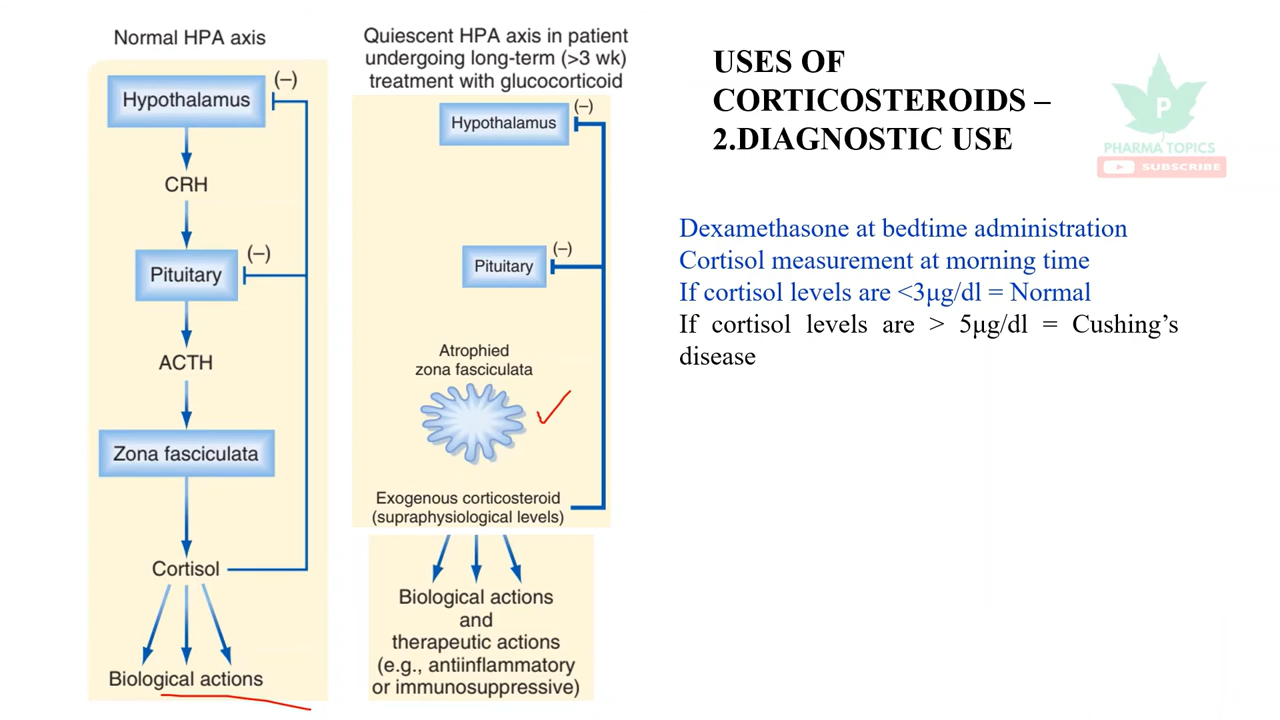 Normal HPA axis
Hypothalamus
(–)
CRH
Pituitary
(–)
ACTH
Zona fasciculata
Cortisol
Biological actions
Quiescent HPA axis in patient
undergoing long-term (>3 wk)
treatment with glucocorticoid
Hypothalamus
(–)
Pituitary
(–)
Atrophied
zona fasciculata
Exogenous corticosteroid
(supraphysiological levels)
Biological actions
and
therapeutic actions
(e.g., antiinflammatory
or immunosuppressive)
USES OF
CORTICOSTEROIDS –
2.DIAGNOSTIC USE
P
PHARMA TOPICS
SUBSCRIBE
Dexamethasone at bedtime administration
Cortisol measurement at morning time
If cortisol levels are <3μg/dl = Normal
If cortisol levels are > 5μg/dl = Cushing’s
disease